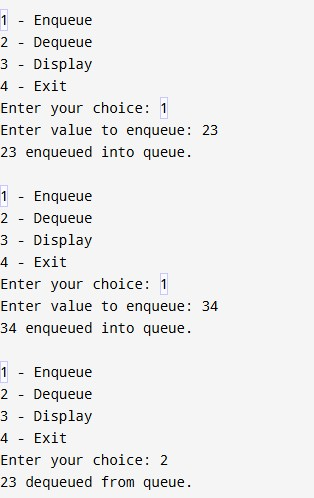 1 - Enqueue
2 - Dequeue
3 - Display
4 - Exit
Enter your choice: 1
Enter value to enqueue: 23
23 enqueued into queue.
1 - Enqueue
2 - Dequeue
3 - Display
4 - Exit
Enter your choice: 1
Enter value to enqueue: 34
34 enqueued into queue.
1 - Enqueue
2 - Dequeue
3 - Display
4 - Exit
Enter your choice: 2
23 dequeued from queue.